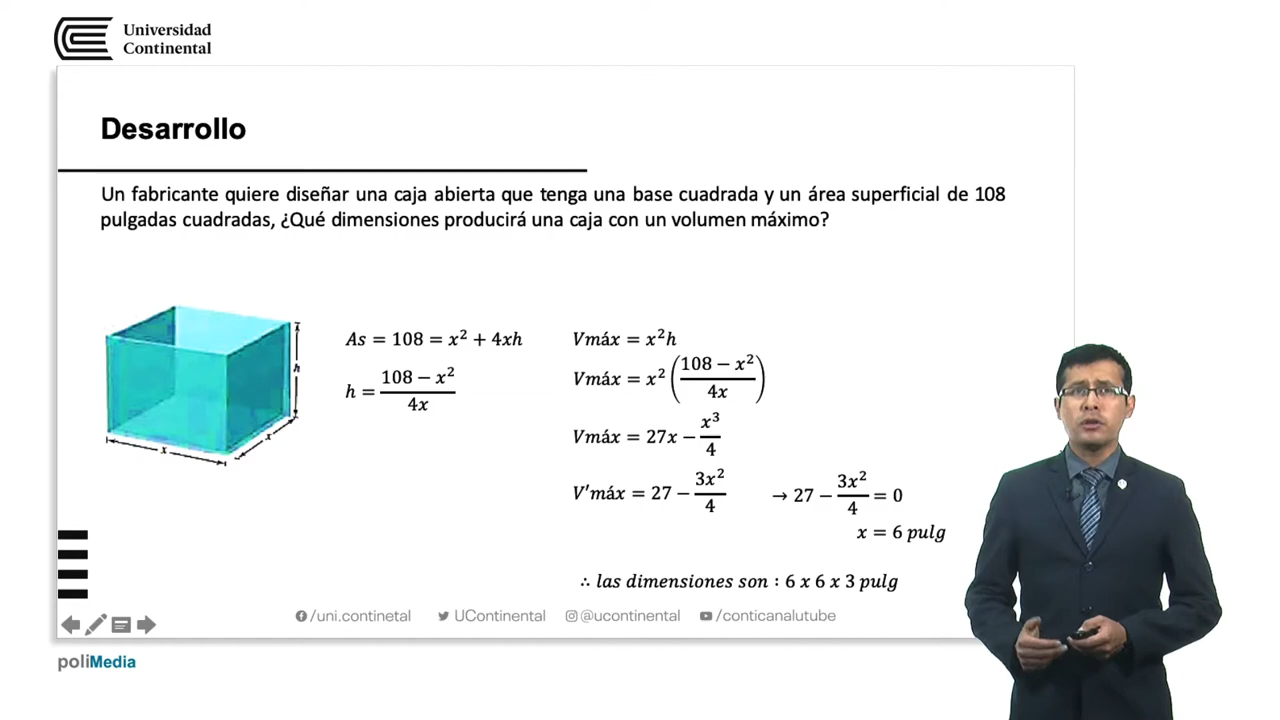 Universidad
Continental
Desarrollo
Un fabricante quiere diseñar una caja abierta que tenga una base cuadrada y un área superficial de 108
pulgadas cuadradas, ¿Qué dimensiones producirá una caja con un volumen máximo?
As = 108 = x² + 4xh
h = (108 − x²)/(4x)
Vmáx = x²h
Vmáx = x² ((108 − x²)/(4x))
Vmáx = 27x − x³/4
V′máx = 27 − 3x²/4
→ 27 − 3x²/4 = 0
x = 6 pulg
∴ las dimensiones son : 6 x 6 x 3 pulg
h
x
x
/uni.continetal
UContinental
@ucontinental
/conticanalutube
poliMedia